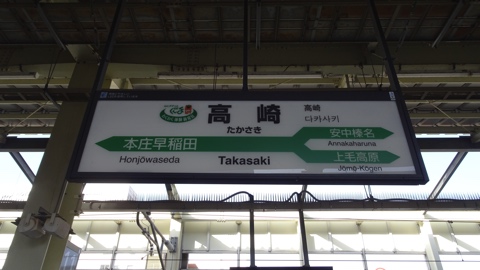 高崎
たかさき
高崎
다카사키
本庄早稲田
Honjōwaseda
Takasaki
安中榛名
Annakaharuna
上毛高原
Jōmō-Kōgen